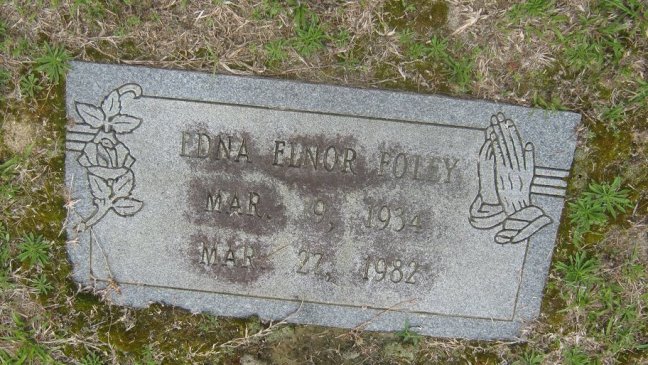 EDNA ELNOR FOLEY
MAR. 9, 1934
MAR. 27, 1982